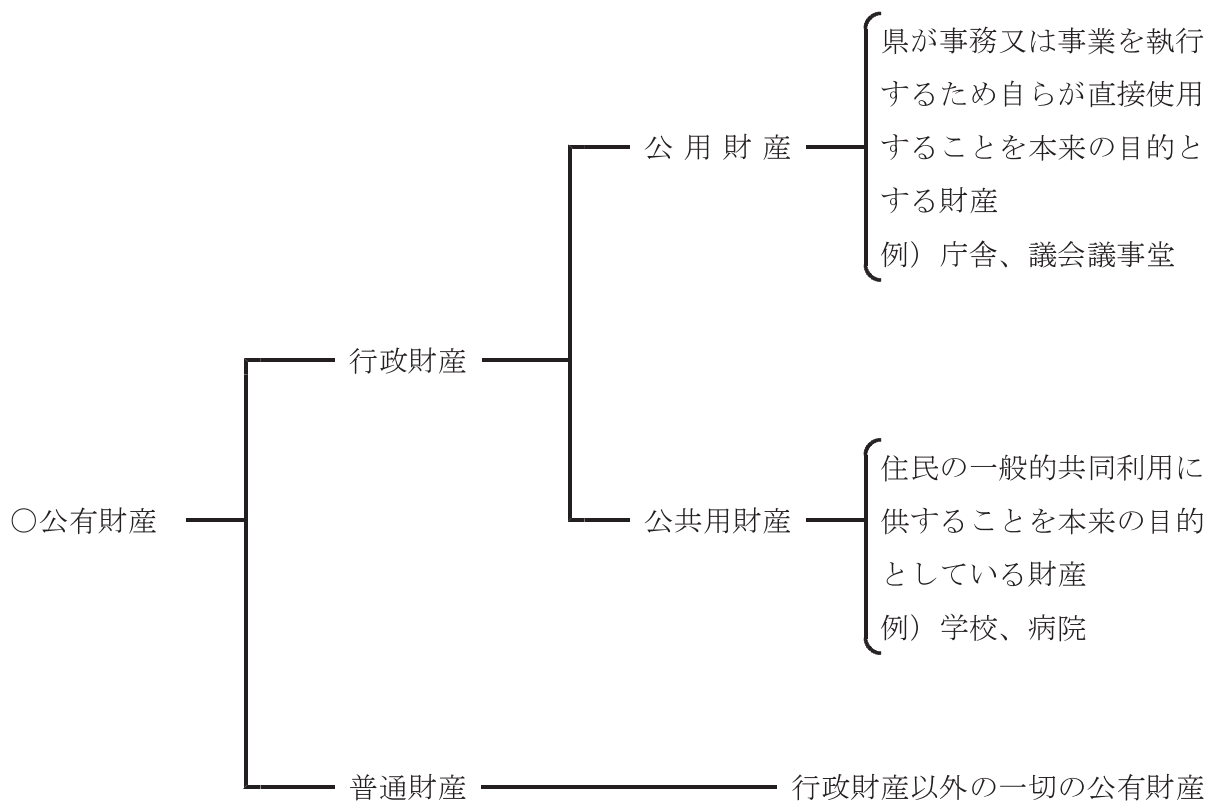 県が事務又は事業を執行
するため自らが直接使用
公用財産
することを本来の目的と
する財産
例）庁舎、議会議事堂
行政財産
住民の一般的共同利用に
〇公有財産
公共用財産
供することを本来の目的
としている財産
例）学校、病院
普通財産
行政財産以外の一切の公有財産